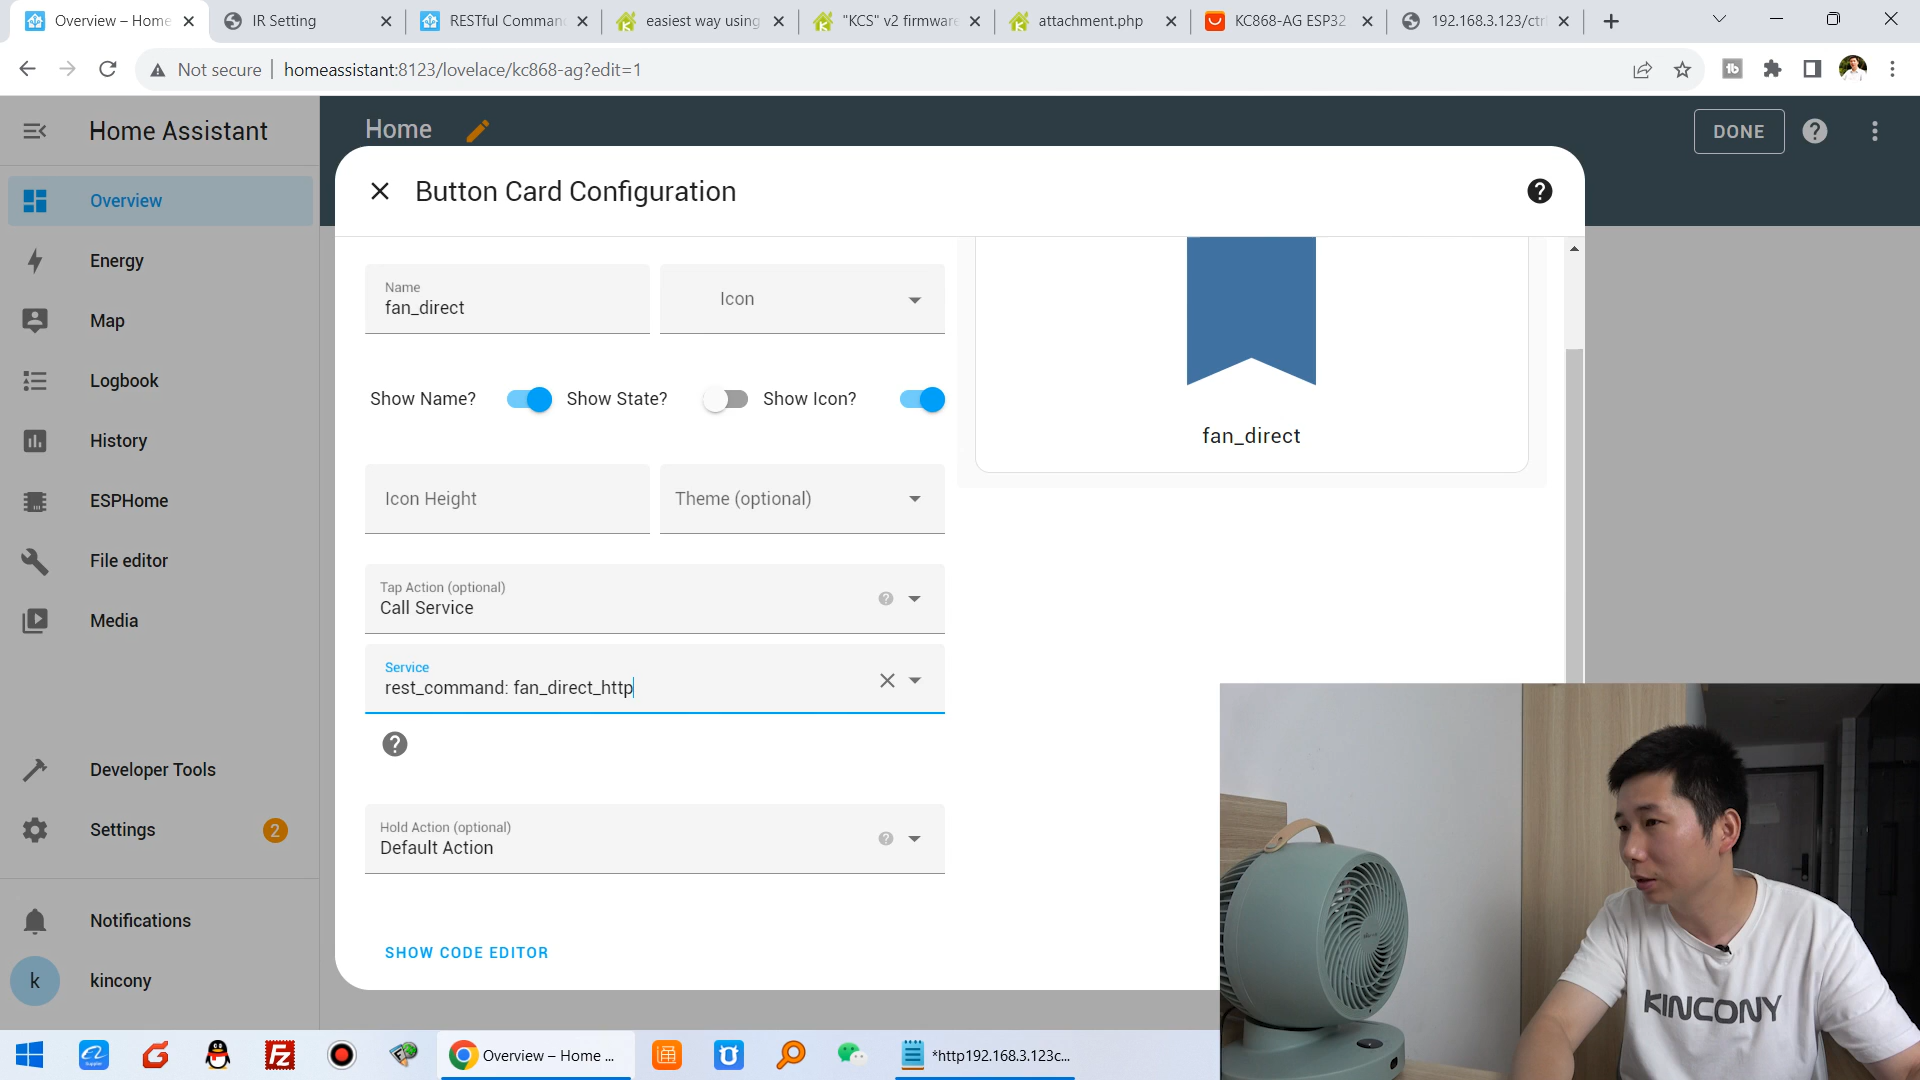 Overview – Home
IR Setting
RESTful Comman
easiest way using
"KCS" v2 firmware
attachment.php
KC868-AG ESP32
192.168.3.123/ctr
Not secure
homeassistant:8123/lovelace/kc868-ag?edit=1
Home Assistant
Home
DONE
Button Card Configuration
Overview
Energy
Map
Logbook
History
ESPHome
File editor
Media
Developer Tools
Settings
2
Notifications
k
kincony
Name
fan_direct
Icon
Show Name?
Show State?
Show Icon?
fan_direct
Icon Height
Theme (optional)
Tap Action (optional)
Call Service
Service
rest_command: fan_direct_http
Hold Action (optional)
Default Action
SHOW CODE EDITOR
KINCONY
Overview – Home ...
*http192.168.3.123c...